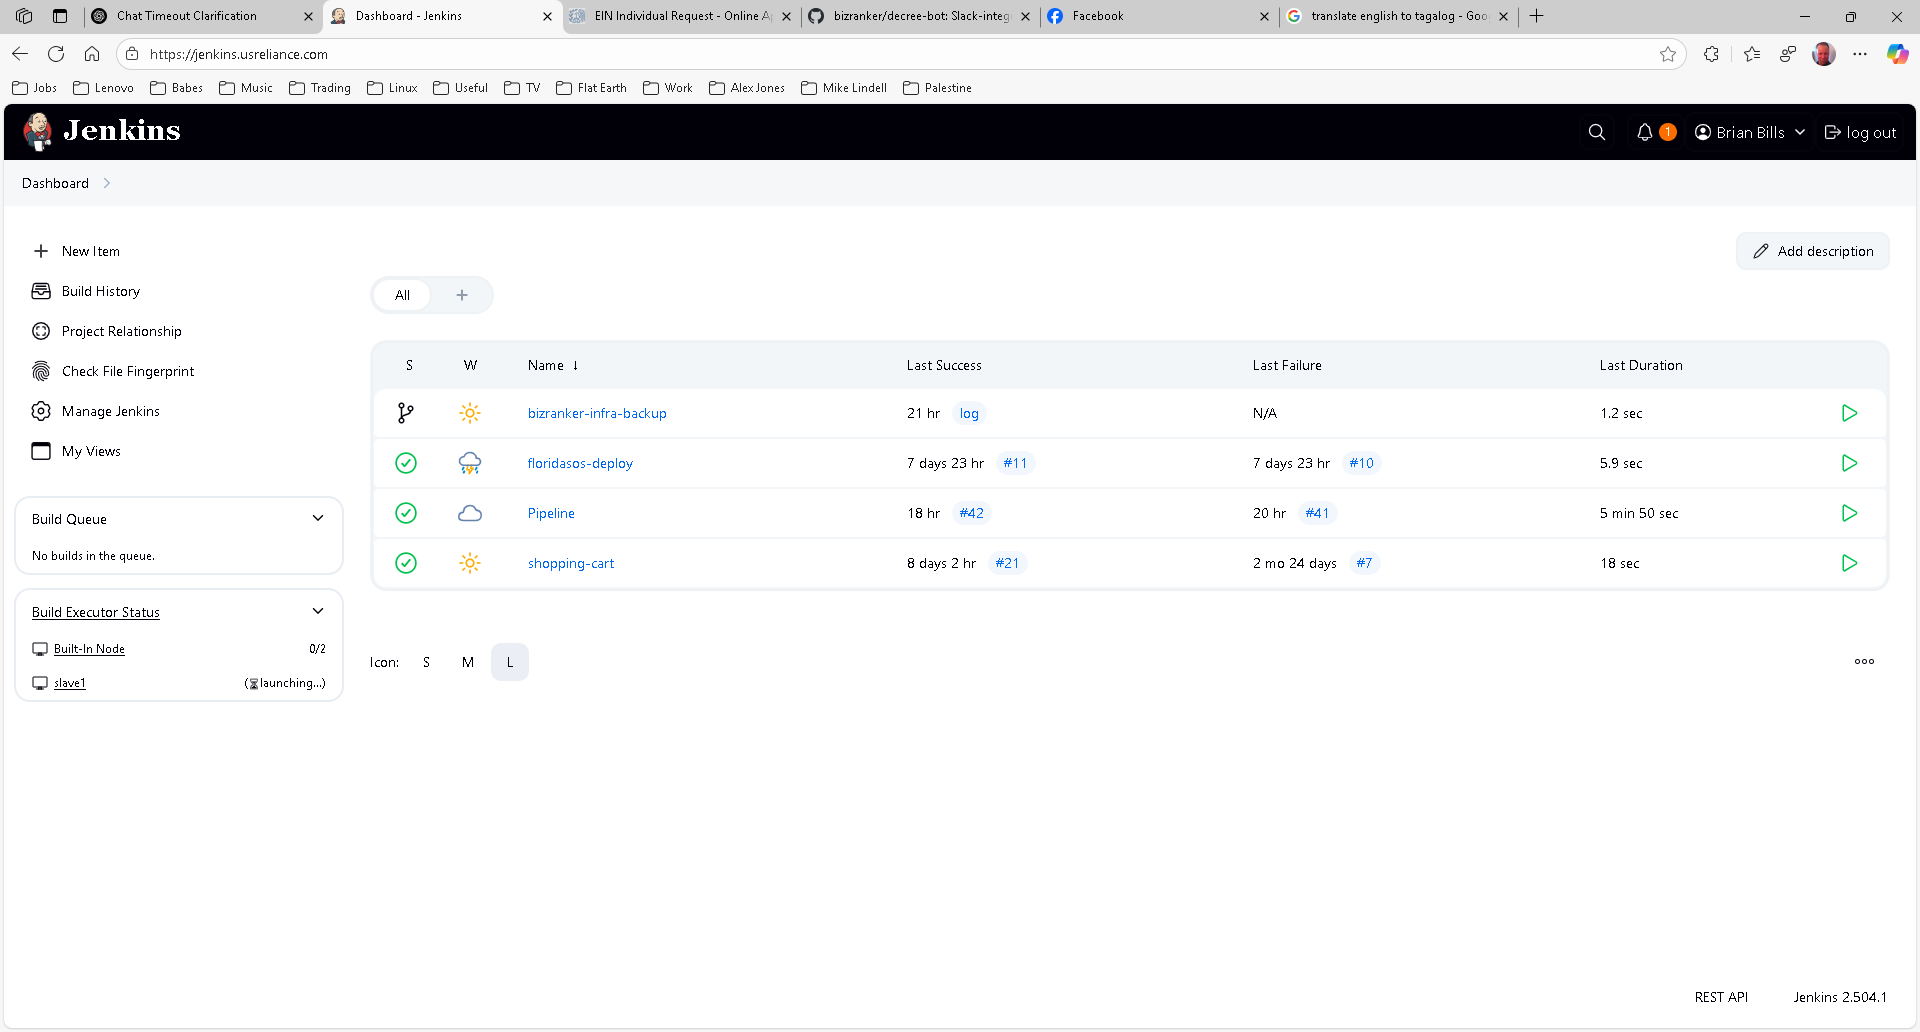 Chat Timeout Clarification
Dashboard - Jenkins
EIN Individual Request - Online A
bizranker/decree-bot: Slack-integ
Facebook
translate english to tagalog - Goo
https://jenkins.usreliance.com
Jobs
Lenovo
Babes
Music
Trading
Linux
Useful
TV
Flat Earth
Work
Alex Jones
Mike Lindell
Palestine
Jenkins
1
Brian Bills
log out
Dashboard
New Item
Build History
Project Relationship
Check File Fingerprint
Manage Jenkins
My Views
Build Queue
No builds in the queue.
Build Executor Status
Built-In Node 0/2
slave1 (launching...)
Add description
All +
S W Name ↓ Last Success Last Failure Last Duration
bizranker-infra-backup 21 hr log N/A 1.2 sec
floridasos-deploy 7 days 23 hr #11 7 days 23 hr #10 5.9 sec
Pipeline 18 hr #42 20 hr #41 5 min 50 sec
shopping-cart 8 days 2 hr #21 2 mo 24 days #7 18 sec
Icon: S M L
REST API Jenkins 2.504.1